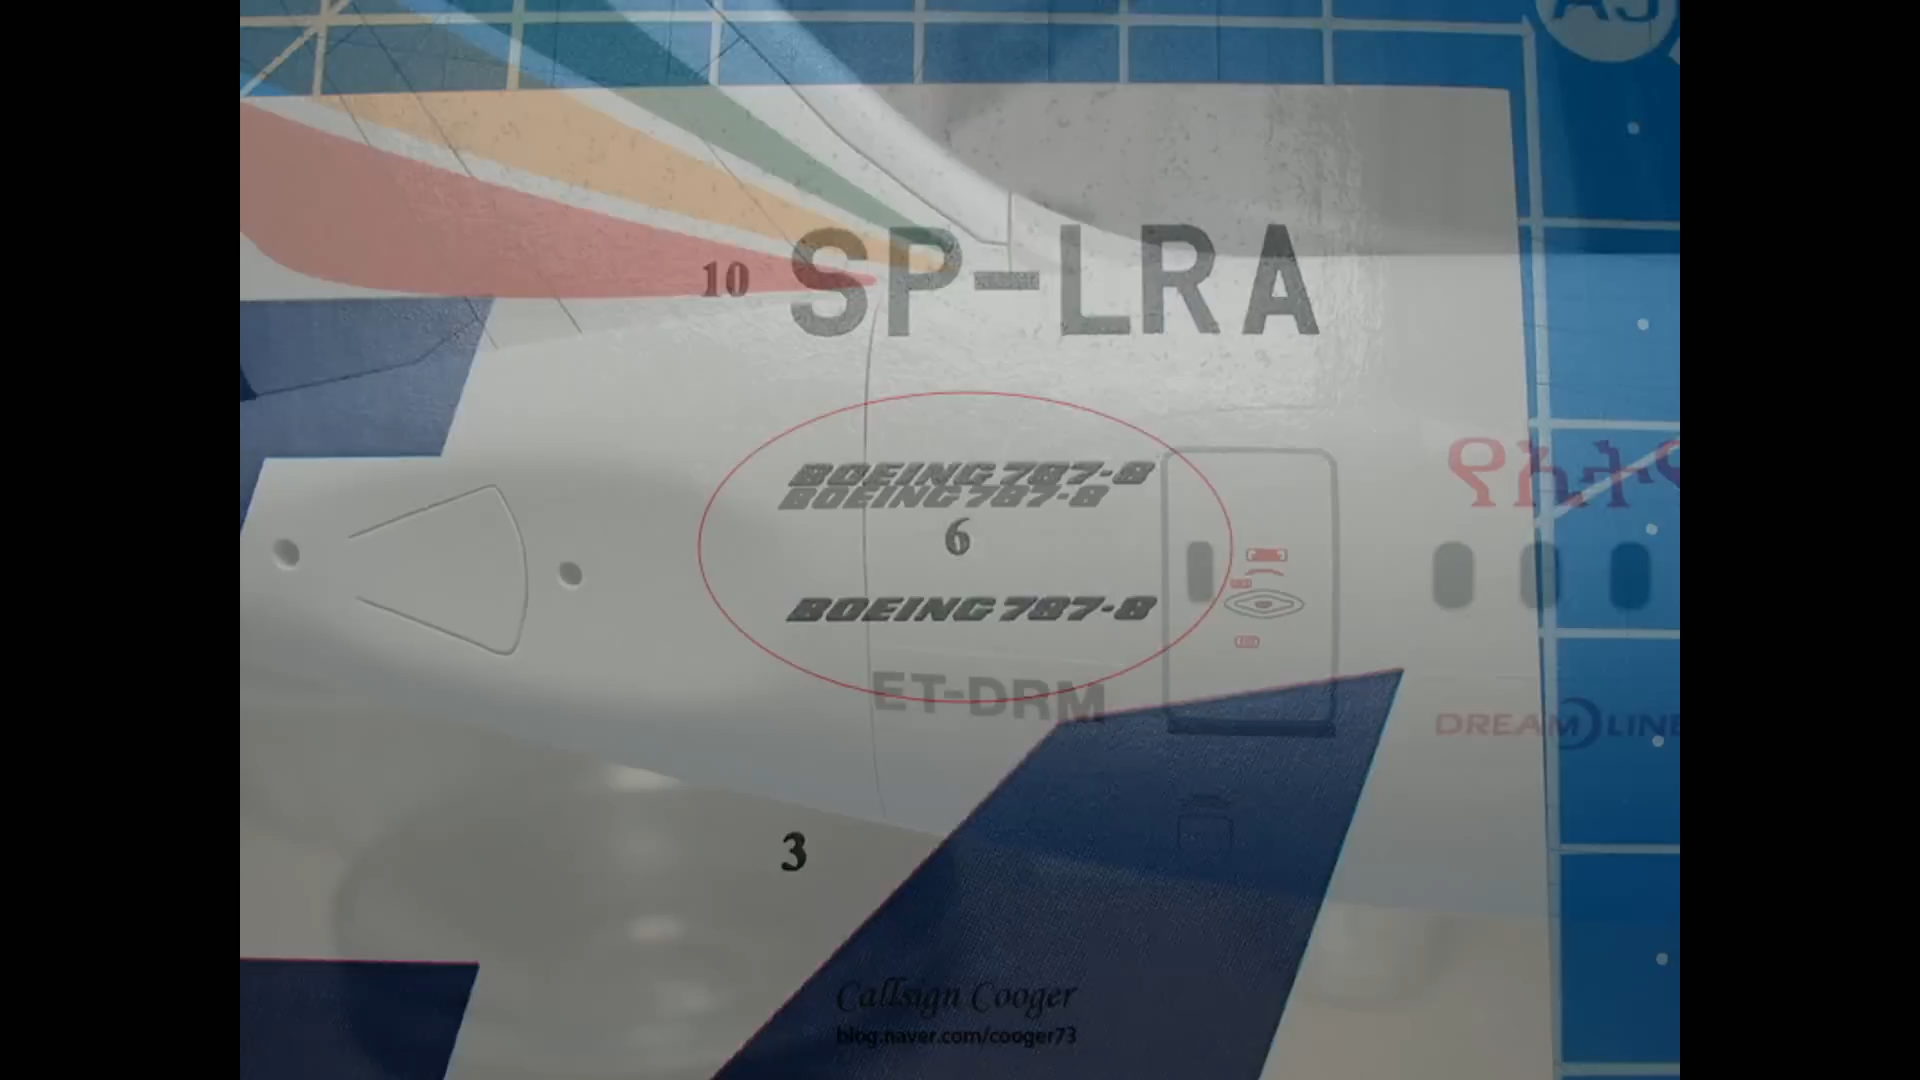 10 SP-LRA
BOEING 787-8
BOEING 787-8
6
የኢት
BOEING 787-8
ET-DRM
DREAMLINE
3
Callsign Cooger
blog.naver.com/cooger73